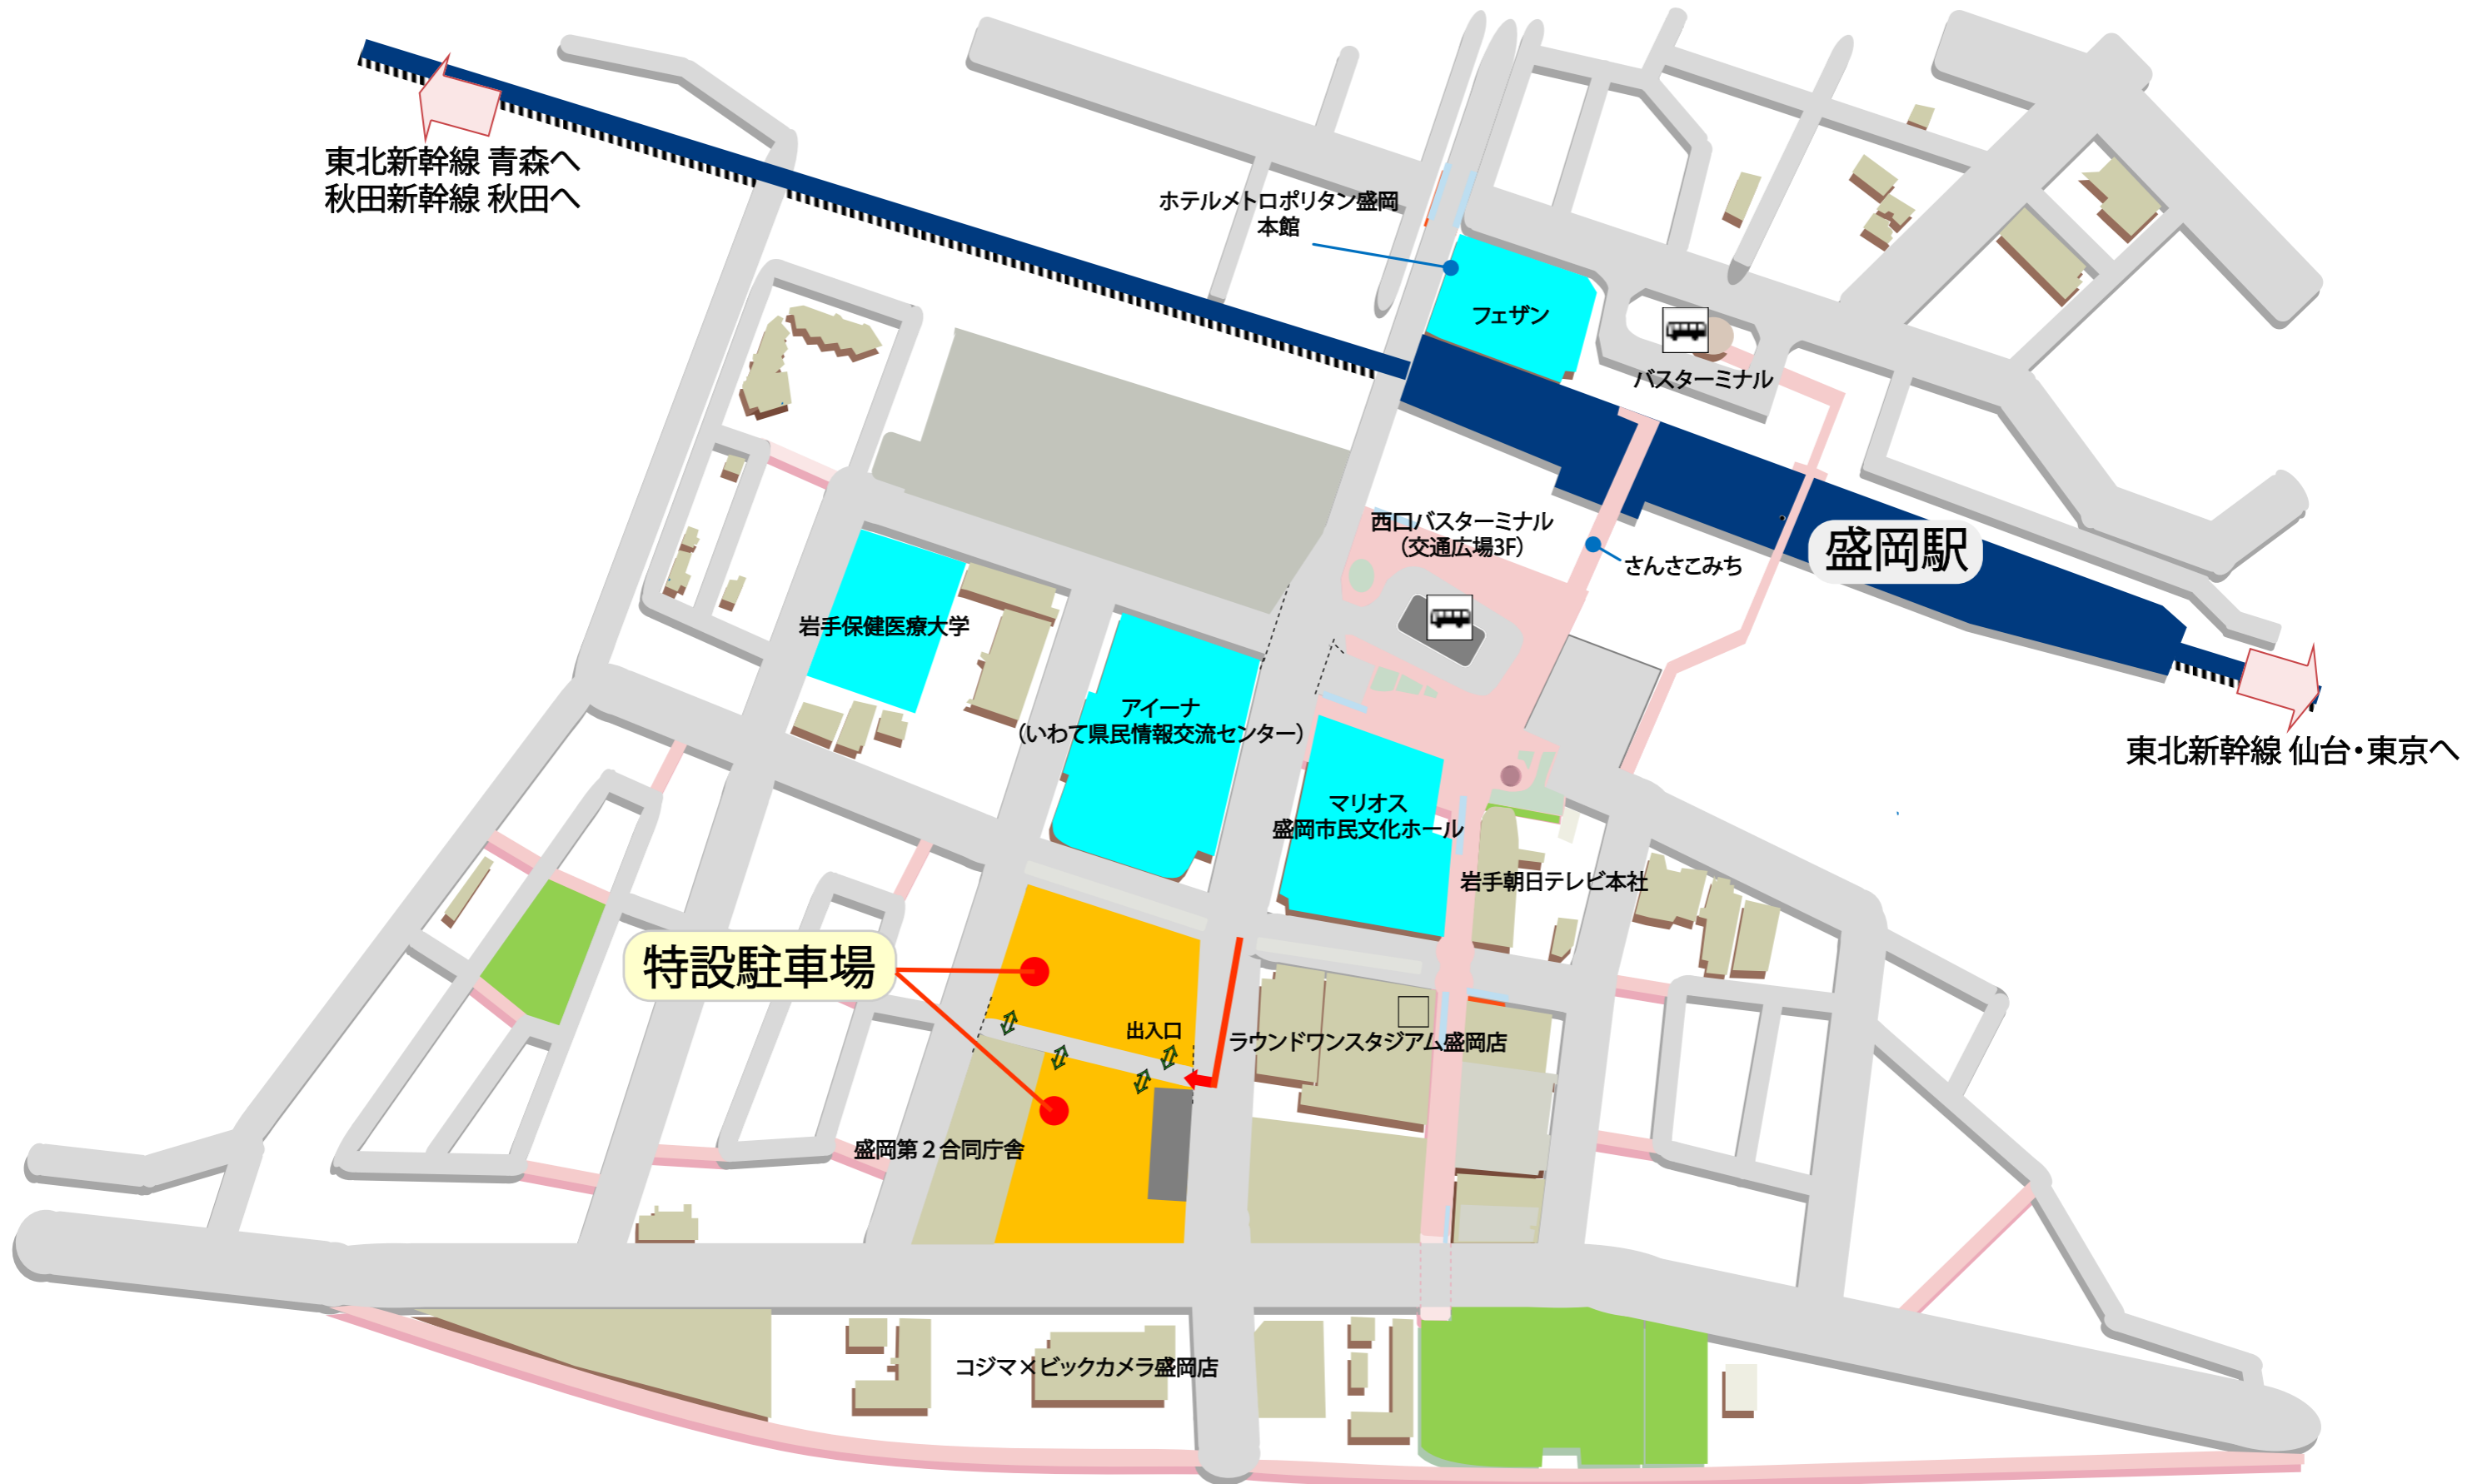 東北新幹線 青森へ
秋田新幹線 秋田へ
ホテルメトロポリタン盛岡
本館
フェザン
バスターミナル
西口バスターミナル
（交通広場3F）
さんさこみち
盛岡駅
岩手保健医療大学
アイーナ
（いわて県民情報交流センター）
東北新幹線 仙台・東京へ
マリオス
盛岡市民文化ホール
岩手朝日テレビ本社
特設駐車場
出入口
ラウンドワンスタジアム盛岡店
盛岡第２合同庁舎
コジマ×ビックカメラ盛岡店